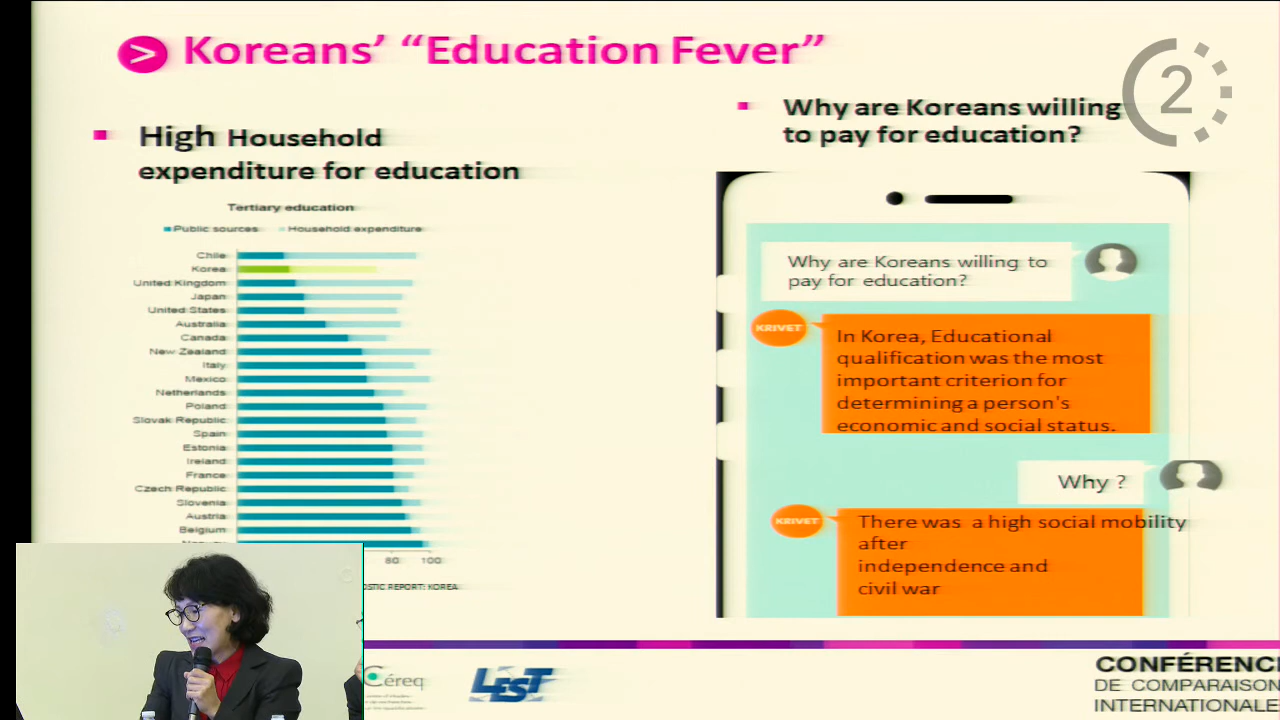 > Koreans’ “Education Fever”
2
High Household
expenditure for education
Tertiary education
Public sources Household expenditure
Chile
Korea
United Kingdom
Japan
United States
Australia
Canada
New Zealand
Italy
Mexico
Netherlands
Poland
Slovak Republic
Spain
Estonia
Ireland
France
Czech Republic
Slovenia
Austria
Belgium
80 100
OSTIC REPORT: KOREA
Why are Koreans willing
to pay for education?
Why are Koreans willing to
pay for education?
KRIVET
In Korea, Educational
qualification was the most
important criterion for
determining a person's
economic and social status.
Why ?
KRIVET
There was a high social mobility
after
independence and
civil war
Céreq
LEST
CONFÉRENC
DE COMPARAISON
INTERNATIONALE